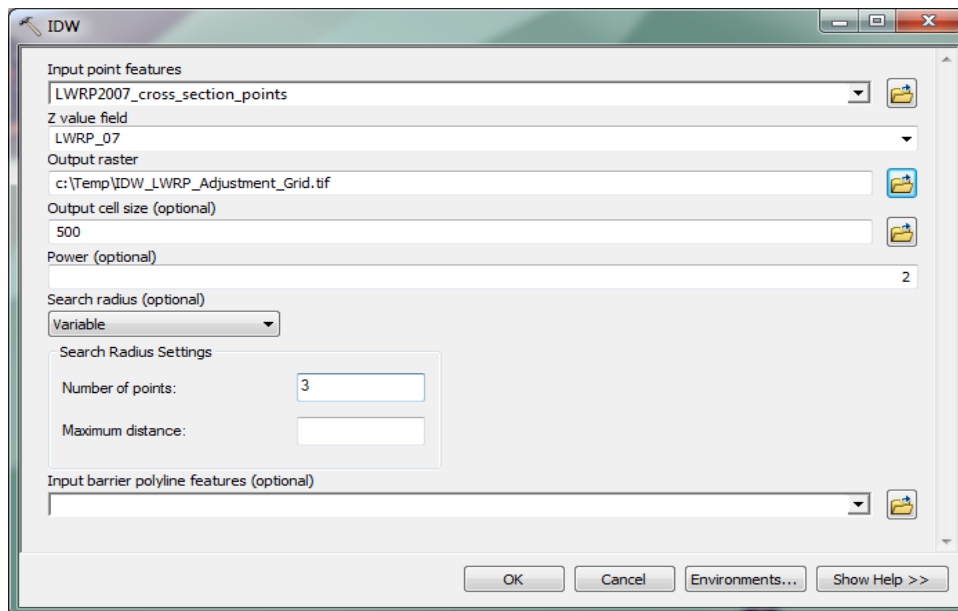 IDW
Input point features
LWRP2007_cross_section_points
Z value field
LWRP_07
Output raster
c:\Temp\IDW_LWRP_Adjustment_Grid.tif
Output cell size (optional)
500
Power (optional)
2
Search radius (optional)
Variable
Search Radius Settings
Number of points: 3
Maximum distance:
Input barrier polyline features (optional)
OK Cancel Environments... Show Help >>